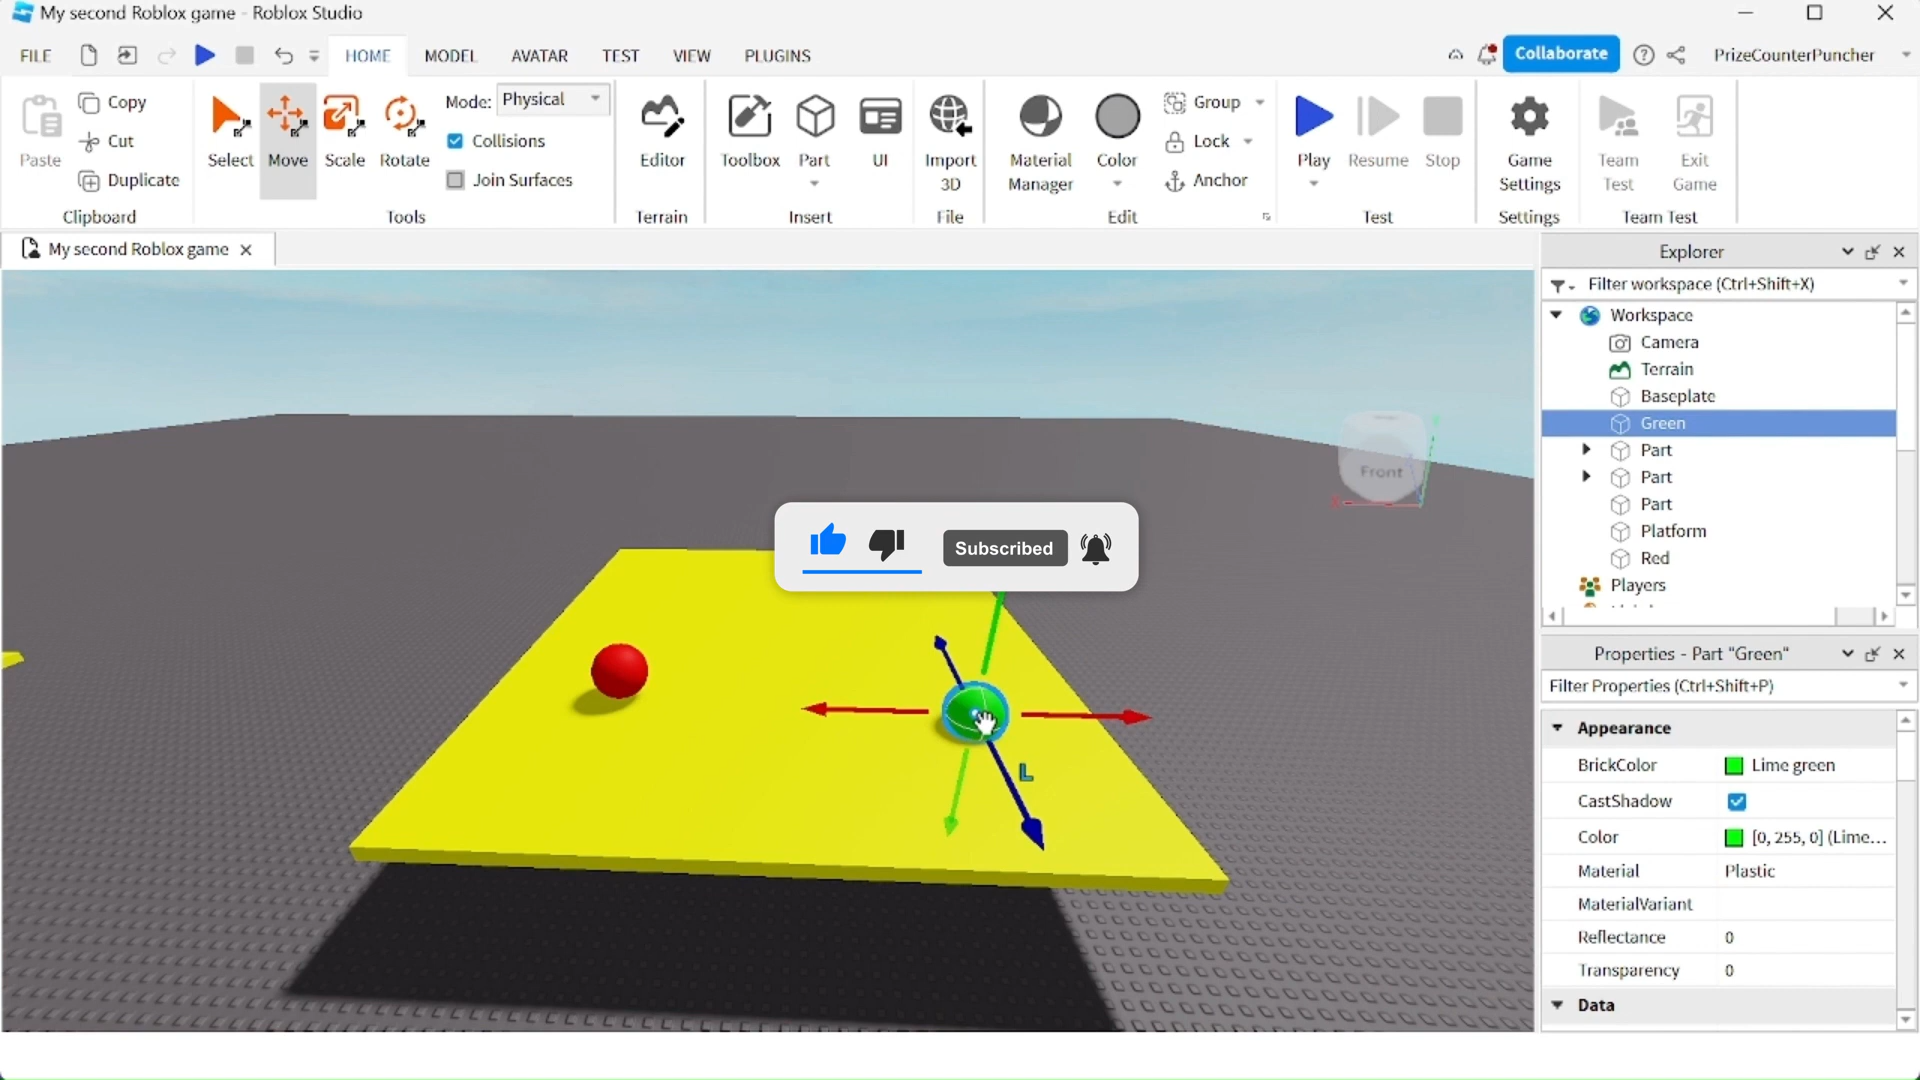 My second Roblox game - Roblox Studio
FILE HOME MODEL AVATAR TEST VIEW PLUGINS Collaborate PrizeCounterPuncher
Paste Copy Cut Duplicate
Clipboard
Select Move Scale Rotate
Mode: Physical
Collisions
Join Surfaces
Tools
Editor
Terrain
Toolbox Part UI
Insert
Import
3D
File
Material
Manager
Color
Group
Lock
Anchor
Edit
Play Resume Stop
Test
Game
Settings
Settings
Team
Test
Exit
Game
Team Test
My second Roblox game
Front
Subscribed
L
Explorer
Filter workspace (Ctrl+Shift+X)
Workspace
Camera
Terrain
Baseplate
Green
Part
Part
Part
Platform
Red
Players
Properties - Part "Green"
Filter Properties (Ctrl+Shift+P)
Appearance
BrickColor Lime green
CastShadow
Color [0, 255, 0] (Lime...
Material Plastic
MaterialVariant
Reflectance 0
Transparency 0
Data